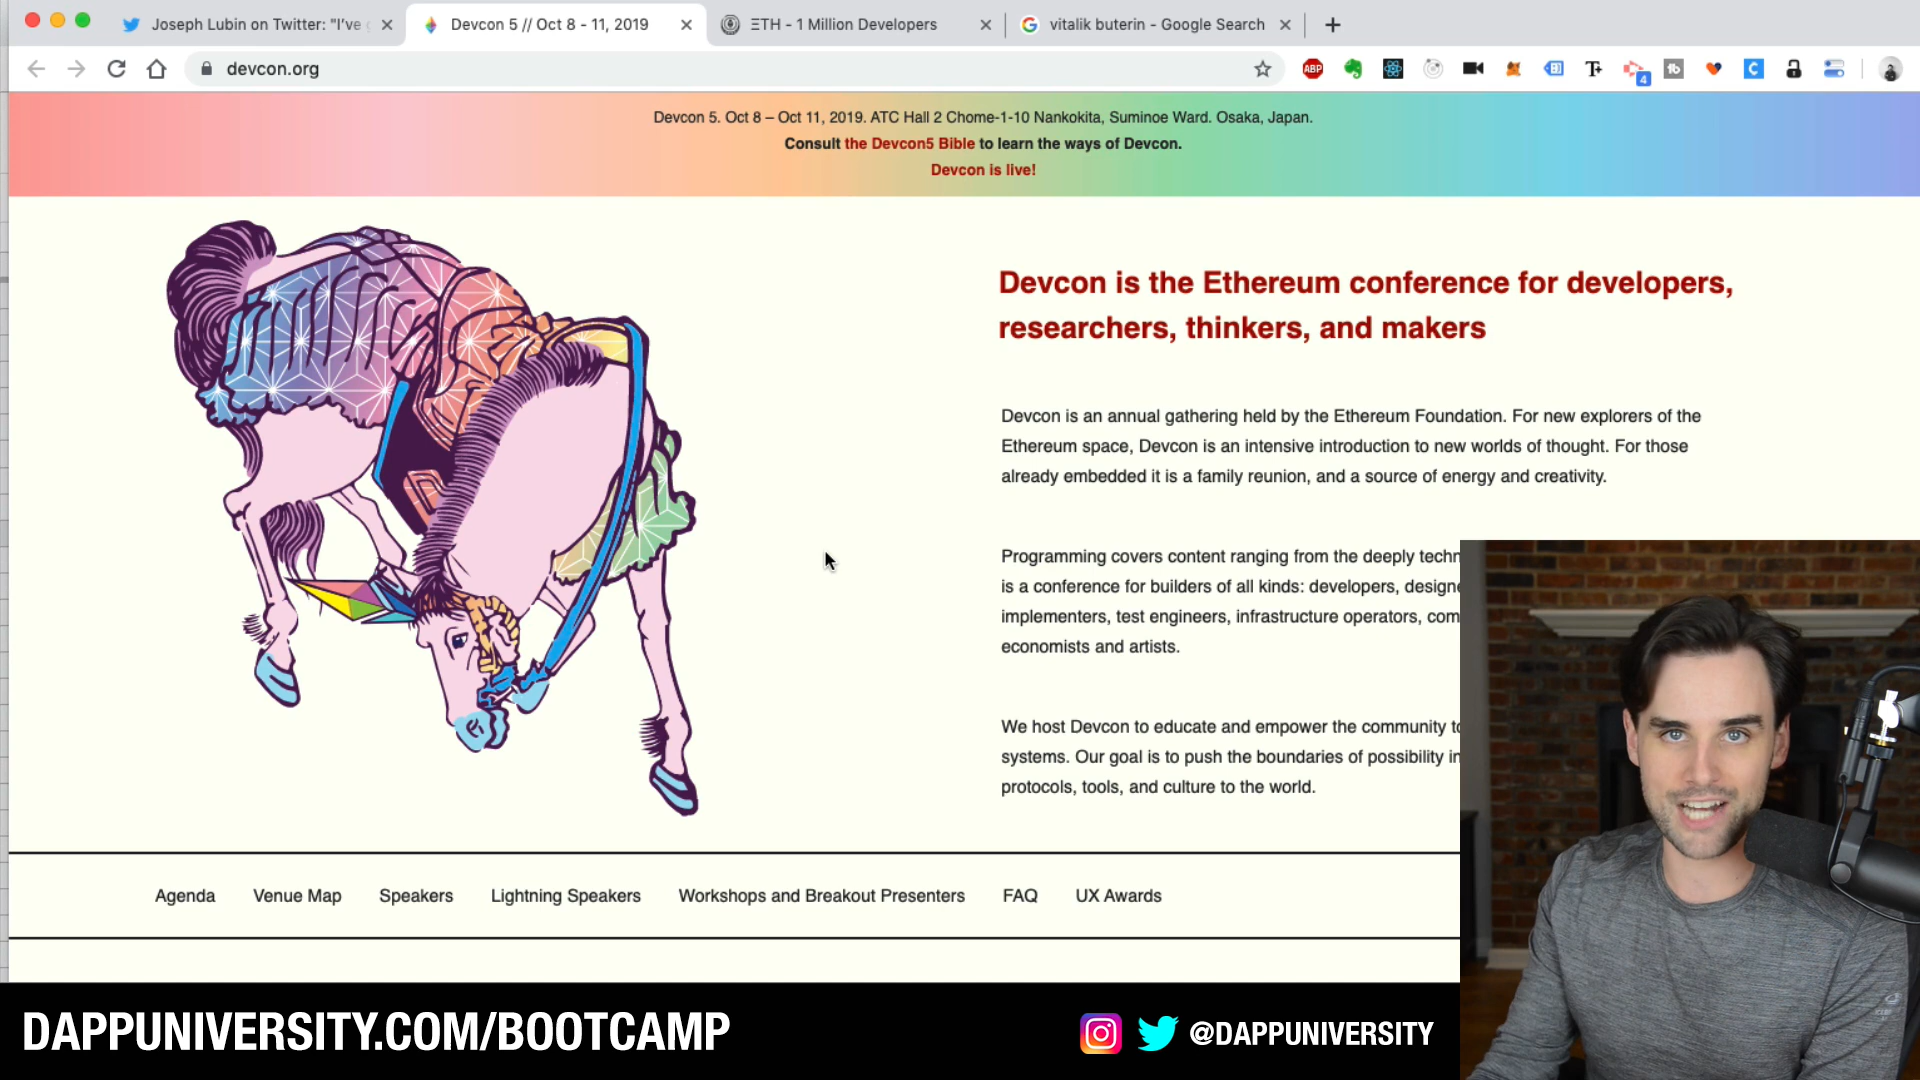 Joseph Lubin on Twitter: "I've
Devcon 5 // Oct 8 - 11, 2019
ΞTH - 1 Million Developers
vitalik buterin - Google Search
devcon.org
ABP
T+
4
tb
C
Devcon 5. Oct 8 – Oct 11, 2019. ATC Hall 2 Chome-1-10 Nankokita, Suminoe Ward. Osaka, Japan.
Consult the Devcon5 Bible to learn the ways of Devcon.
Devcon is live!
Devcon is the Ethereum conference for developers,
researchers, thinkers, and makers
Devcon is an annual gathering held by the Ethereum Foundation. For new explorers of the
Ethereum space, Devcon is an intensive introduction to new worlds of thought. For those
already embedded it is a family reunion, and a source of energy and creativity.
Programming covers content ranging from the deeply techn
is a conference for builders of all kinds: developers, designe
implementers, test engineers, infrastructure operators, com
economists and artists.
We host Devcon to educate and empower the community to
systems. Our goal is to push the boundaries of possibility in
protocols, tools, and culture to the world.
Agenda
Venue Map
Speakers
Lightning Speakers
Workshops and Breakout Presenters
FAQ
UX Awards
DAPPUNIVERSITY.COM/BOOTCAMP
@DAPPUNIVERSITY